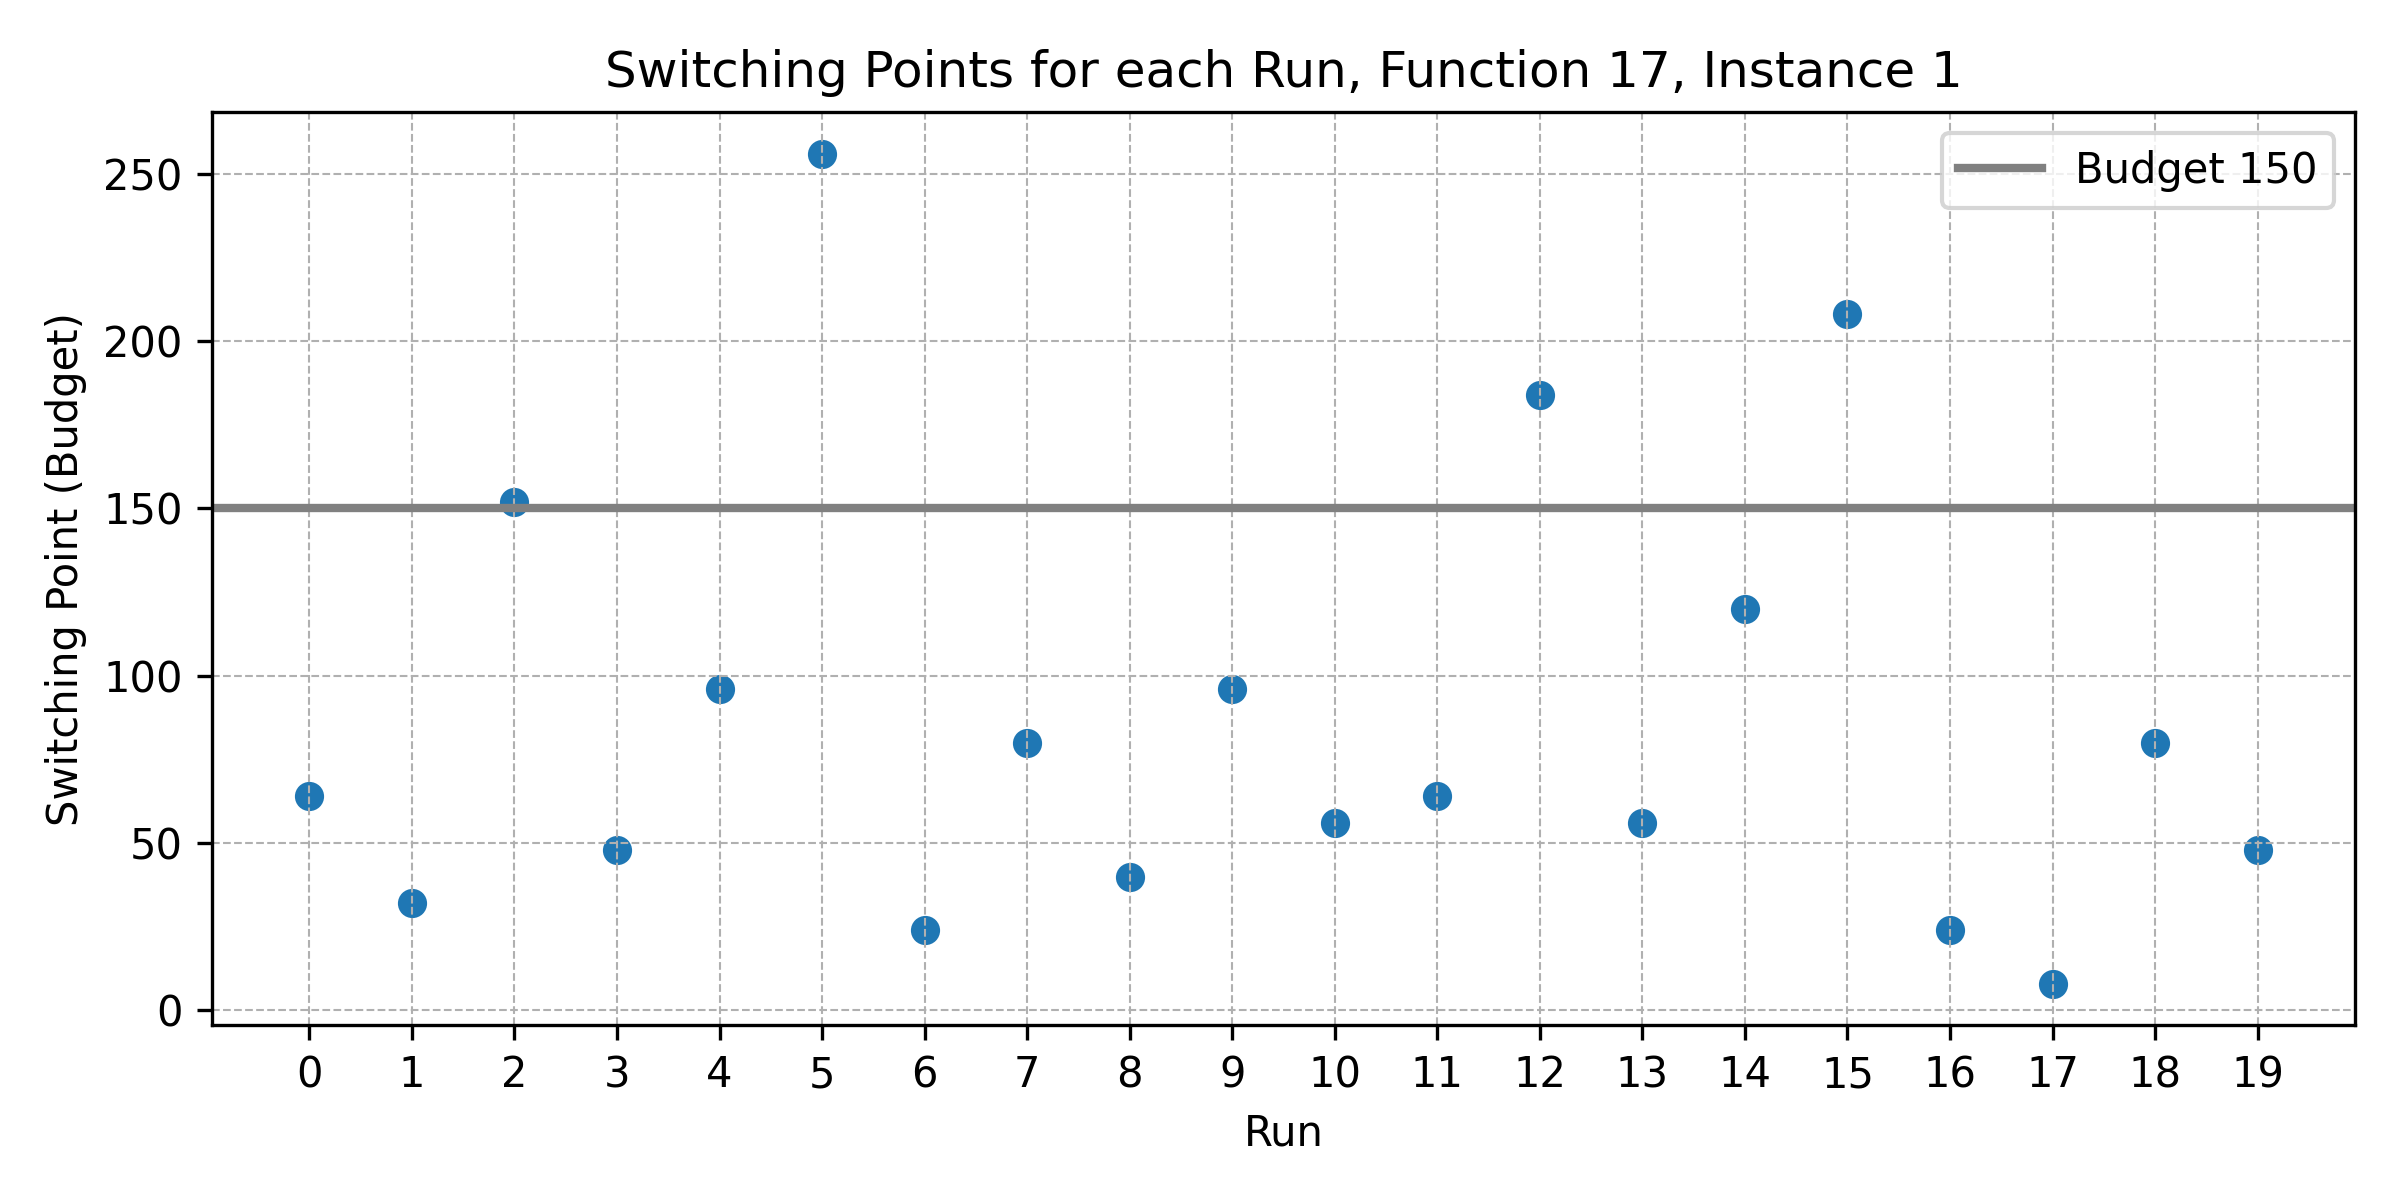 Switching Points for each Run, Function 17, Instance 1
Budget 150
Switching Point (Budget)
250
200
150
100
50
0
0 1 2 3 4 5 6 7 8 9 10 11 12 13 14 15 16 17 18 19
Run